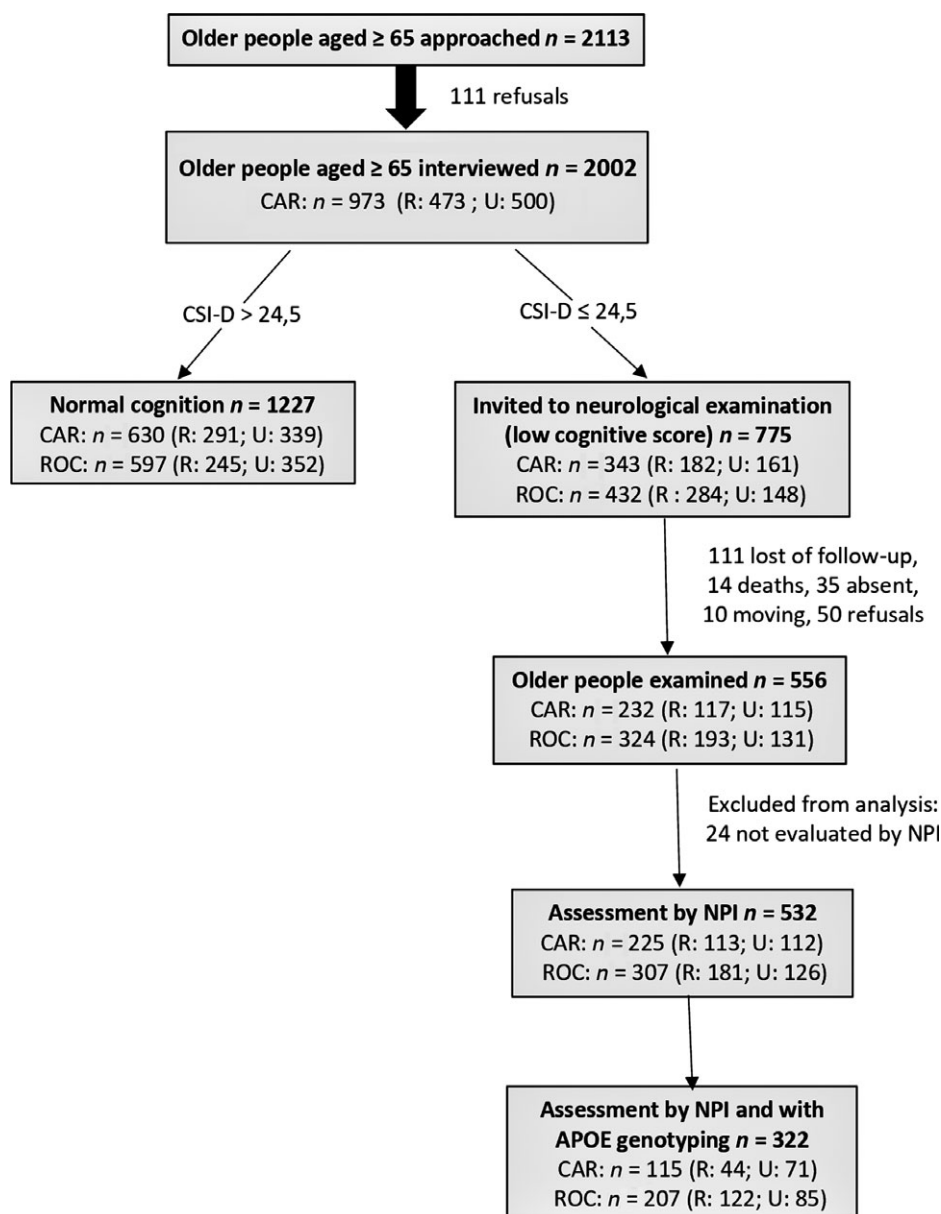 Older people aged ≥ 65 approached n = 2113
111 refusals
Older people aged ≥ 65 interviewed n = 2002
CAR: n = 973 (R: 473 ; U: 500)
CSI-D > 24,5
CSI-D ≤ 24,5
Normal cognition n = 1227
CAR: n = 630 (R: 291; U: 339)
ROC: n = 597 (R: 245; U: 352)
Invited to neurological examination
(low cognitive score) n = 775
CAR: n = 343 (R: 182; U: 161)
ROC: n = 432 (R : 284; U: 148)
111 lost of follow-up,
14 deaths, 35 absent,
10 moving, 50 refusals
Older people examined n = 556
CAR: n = 232 (R: 117; U: 115)
ROC: n = 324 (R: 193; U: 131)
Excluded from analysis:
24 not evaluated by NPI
Assessment by NPI n = 532
CAR: n = 225 (R: 113; U: 112)
ROC: n = 307 (R: 181; U: 126)
Assessment by NPI and with
APOE genotyping n = 322
CAR: n = 115 (R: 44; U: 71)
ROC: n = 207 (R: 122; U: 85)